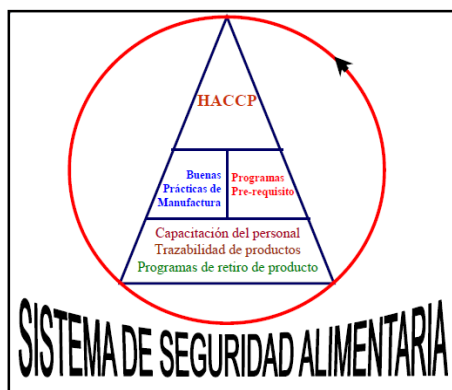 HACCP
Buenas
Prácticas de
Manufactura
Programas
Pre-requisito
Capacitación del personal
Trazabilidad de productos
Programas de retiro de producto
SISTEMA DE SEGURIDAD ALIMENTARIA